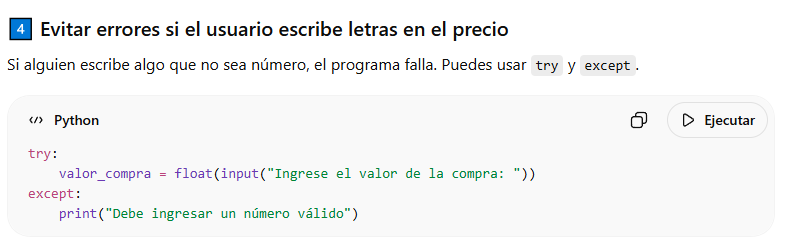 4 Evitar errores si el usuario escribe letras en el precio
Si alguien escribe algo que no sea número, el programa falla. Puedes usar try y except.
</> Python Ejecutar
try:
    valor_compra = float(input("Ingrese el valor de la compra: "))
except:
    print("Debe ingresar un número válido")